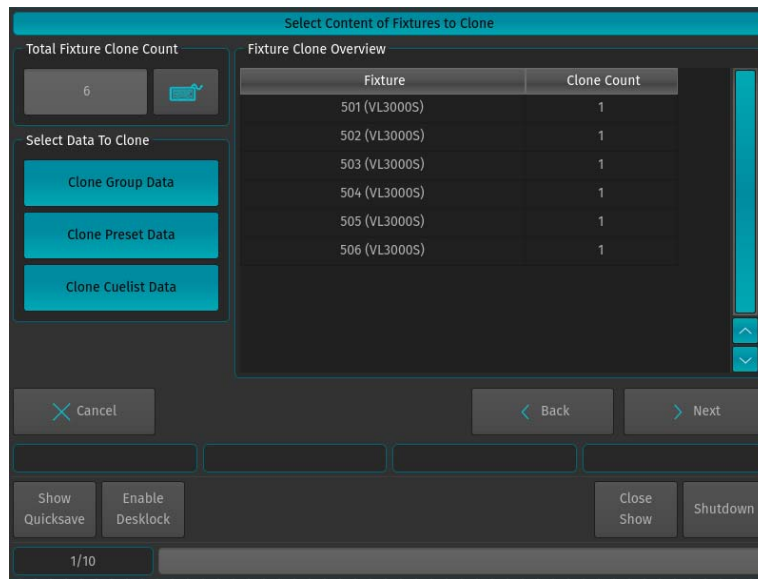 Select Content of Fixtures to Clone
Total Fixture Clone Count
6
Select Data To Clone
Clone Group Data
Clone Preset Data
Clone Cuelist Data
Fixture Clone Overview
Fixture Clone Count
501 (VL3000S) 1
502 (VL3000S) 1
503 (VL3000S) 1
504 (VL3000S) 1
505 (VL3000S) 1
506 (VL3000S) 1
Cancel
Back
Next
Show
Quicksave
Enable
Desklock
Close
Show
Shutdown
1/10